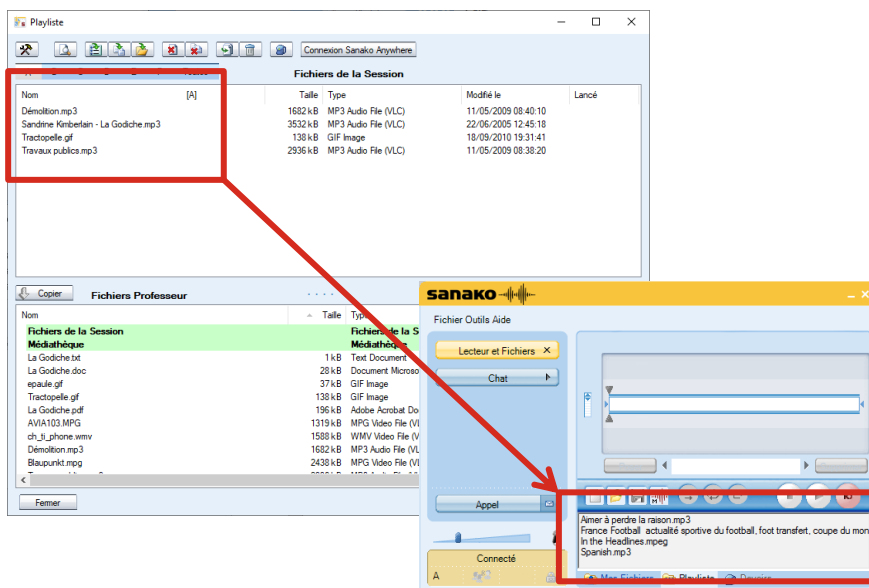 Playliste
Connexion Sanako Anywhere
Fichiers de la Session
Nom [A] Taille Type Modifié le Lancé
Démolition.mp3 1682 kB MP3 Audio File (VLC) 11/05/2009 08:40:10
Sandrine Kimberlain - La Godiche.mp3 3532 kB MP3 Audio File (VLC) 22/06/2005 12:45:18
Tractopelle.gif 138 kB GIF Image 18/09/2010 19:31:41
Travaux publics.mp3 2936 kB MP3 Audio File (VLC) 11/05/2009 08:38:20
Copier Fichiers Professeur
Nom Taille Type
Fichiers de la Session Fichiers de la S
Médiathèque Médiathèque
La Godiche.txt 1 kB Text Document
La Godiche.doc 28 kB Document Microso
epaule.gif 37 kB GIF Image
Tractopelle.gif 138 kB GIF Image
La Godiche.pdf 196 kB Adobe Acrobat Do
AVIA103.MPG 1319 kB MPG Video File (VL
ch_ti_phone.wmv 1588 kB WMV Video File (V
Démolition.mp3 1682 kB MP3 Audio File (VL
Blaupunkt.mpg 2438 kB MPG Video File (VL
Fermer
sanako
Fichier Outils Aide
Lecteur et Fichiers
Chat
Appel
Connecté
A
Aimer à perdre la raison.mp3
France Football actualité sportive du football, foot transfert, coupe du mon
In the Headlines.mpeg
Spanish.mp3
Mes Fichiers Playliste Devoirs